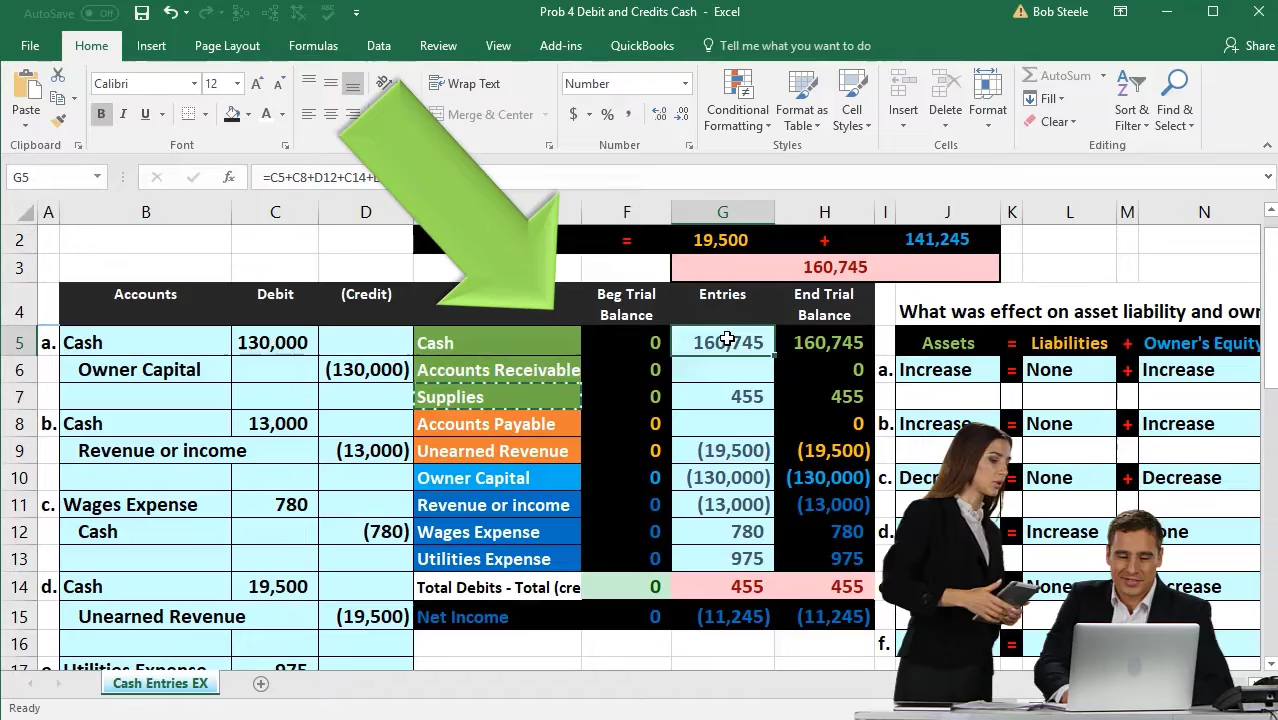 AutoSave Off Prob 4 Debit and Credits Cash - Excel Bob Steele
File Home Insert Page Layout Formulas Data Review View Add-ins QuickBooks Tell me what you want to do Share
Calibri 12 Wrap Text Number AutoSum
Paste B I U Merge & Center $ % , Conditional Formatting Format as Table Cell Styles Insert Delete Format Fill Clear Sort & Filter Find & Select
Clipboard Font Number Styles Cells Editing
G5 fx =C5+C8+D12+C14+
A B C D F G H I J K L M N
2 = 19,500 + 141,245
3 160,745
4 Accounts Debit (Credit) Beg Trial Balance Entries End Trial Balance What was effect on asset liability and own
5 a. Cash 130,000 Cash 0 160,745 160,745 Assets = Liabilities + Owner's Equity
6 Owner Capital (130,000) Accounts Receivable 0 0 a. Increase = None + Increase
7 Supplies 0 455 455
8 b. Cash 13,000 Accounts Payable 0 0 b. Increase = None + Increase
9 Revenue or income (13,000) Unearned Revenue 0 (19,500) (19,500)
10 Owner Capital 0 (130,000) (130,000) c. Decr = None + Decrease
11 c. Wages Expense 780 Revenue or income 0 (13,000) (13,000)
12 Cash (780) Wages Expense 0 780 780 d. Increase + one
13 Utilities Expense 0 975 975
14 d. Cash 19,500 Total Debits - Total (cre 0 455 455 None
15 Unearned Revenue (19,500) Net Income 0 (11,245) (11,245)
16 f. =
17 Utilities Expense 975
Cash Entries EX
Ready